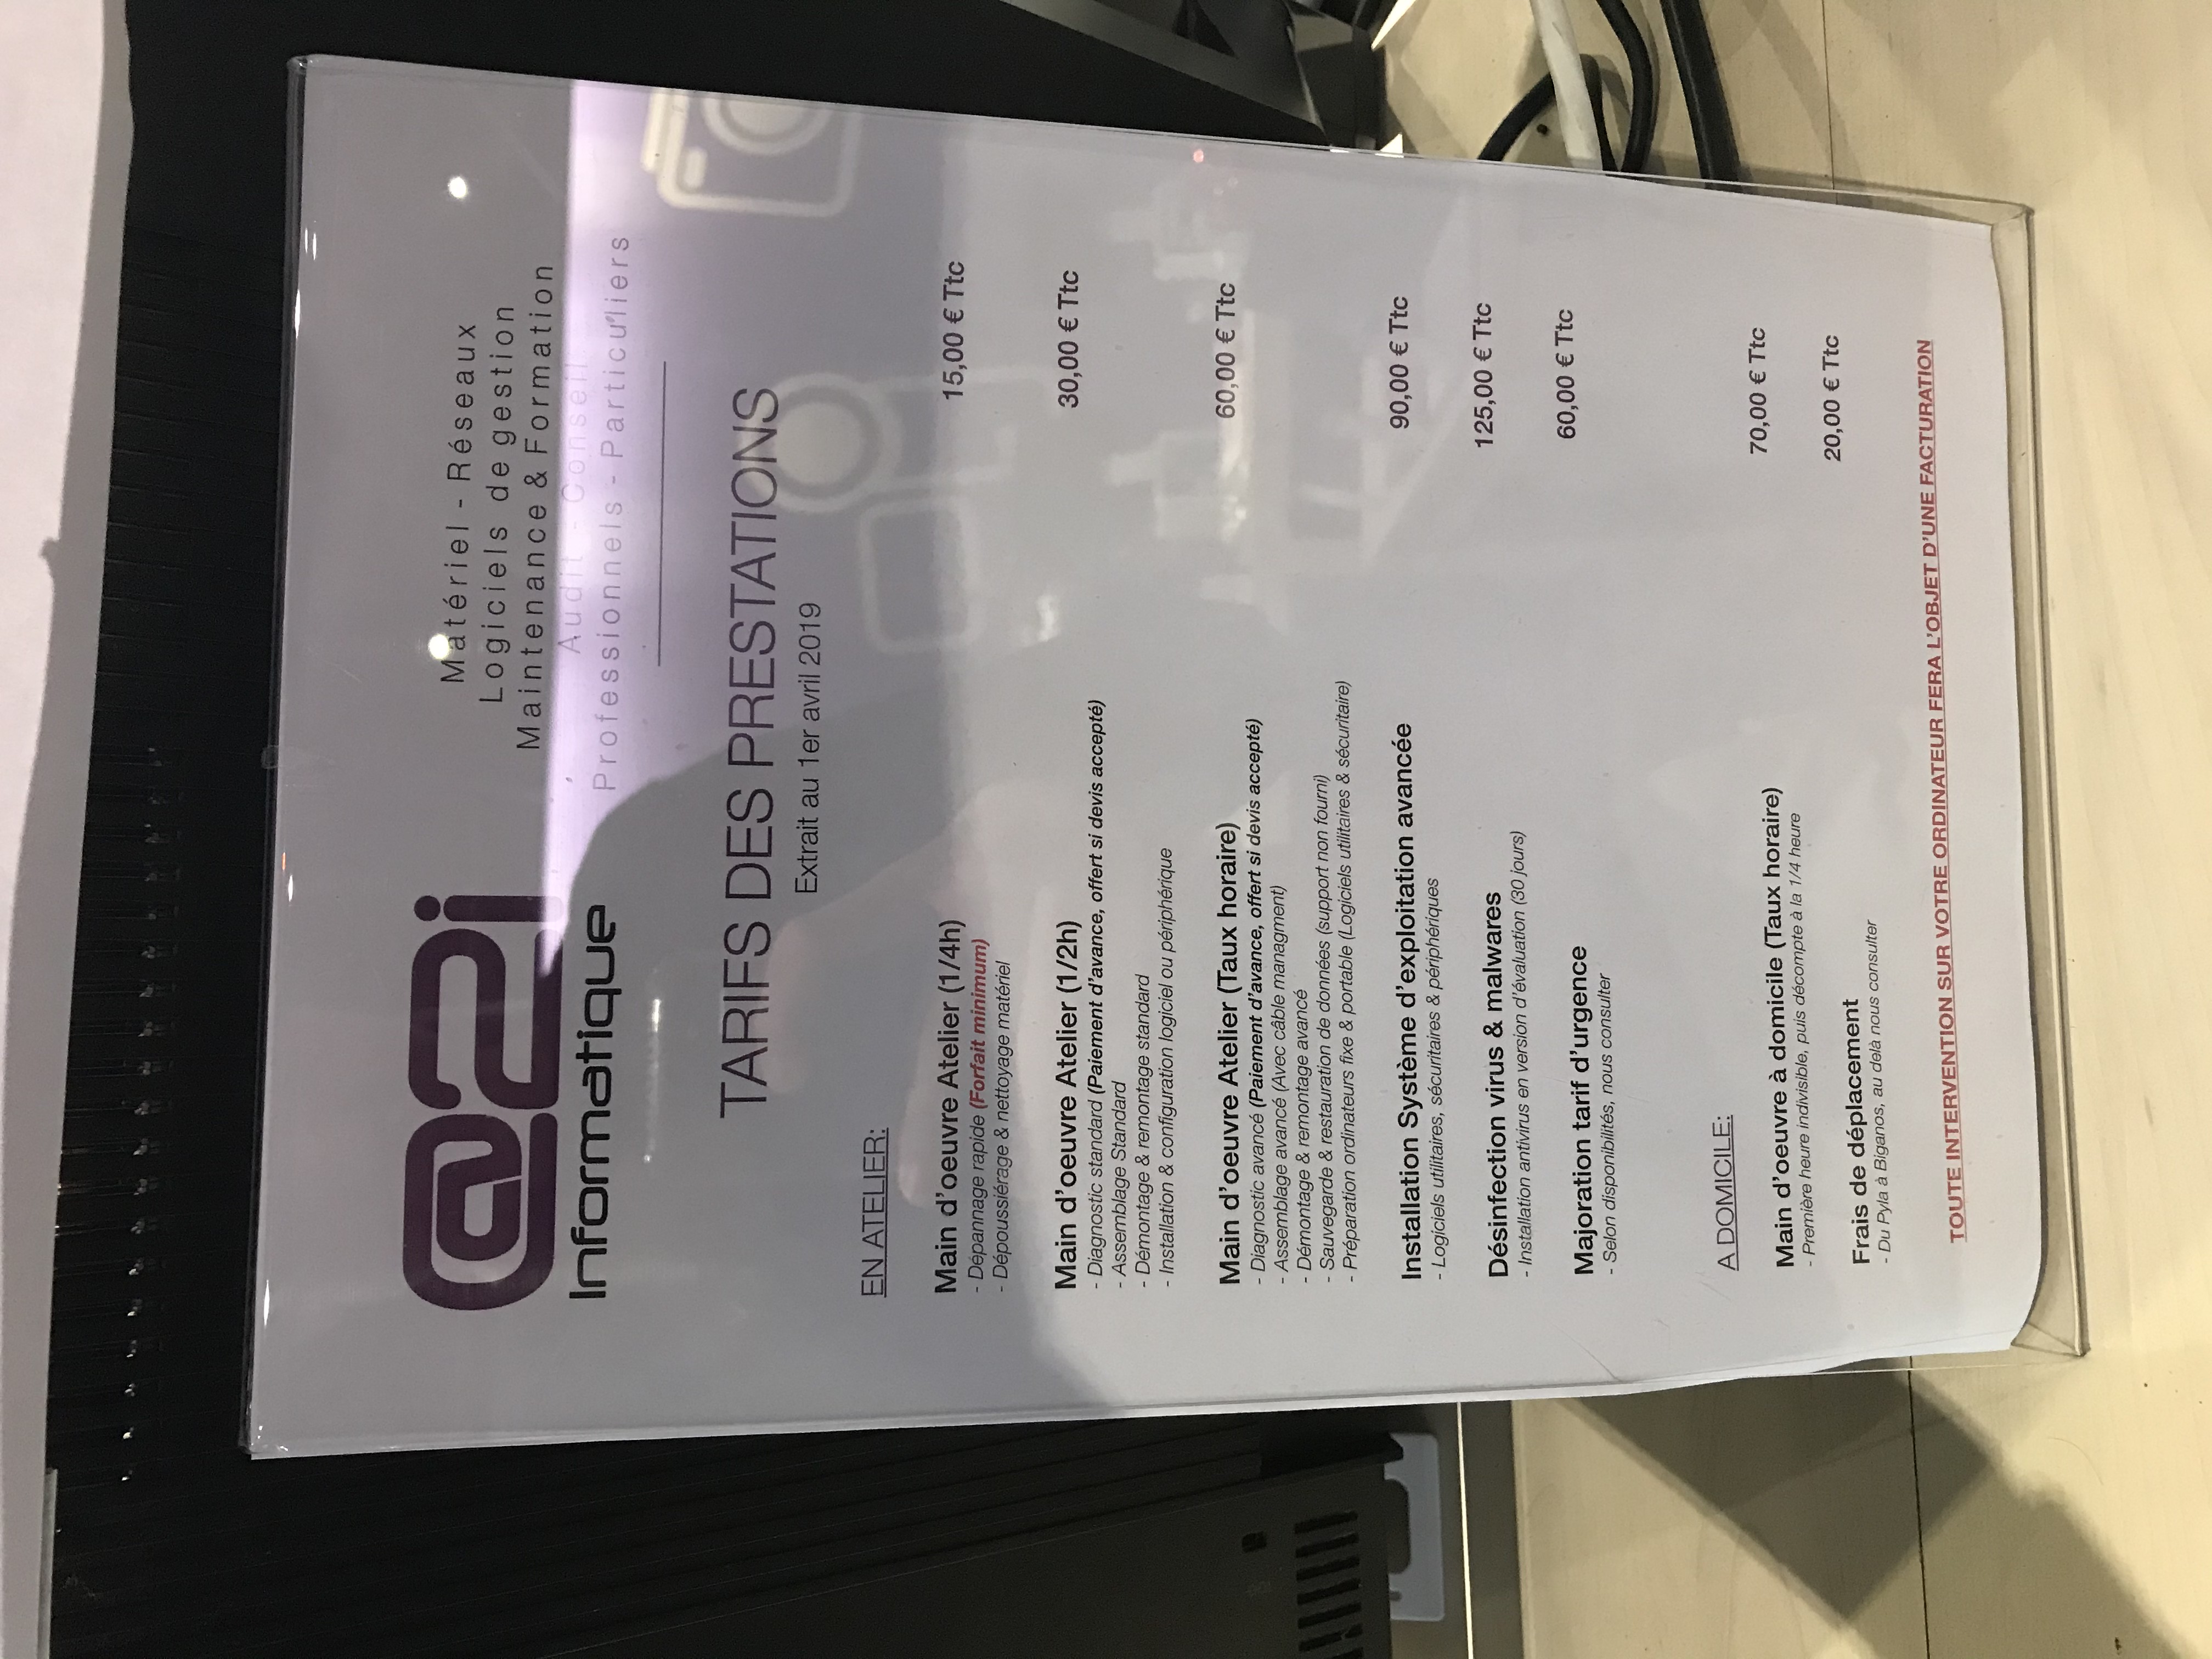 @2i
Informatique
Matériel - Réseaux
Logiciels de gestion
Maintenance & Formation
Audit - Conseil
Professionnels - Particuliers
TARIFS DES PRESTATIONS
Extrait au 1er avril 2019
EN ATELIER:
Main d'oeuvre Atelier (1/4h) 15,00 € Ttc
- Dépannage rapide (Forfait minimum)
- Dépoussiérage & nettoyage matériel
Main d'oeuvre Atelier (1/2h) 30,00 € Ttc
- Diagnostic standard (Paiement d'avance, offert si devis accepté)
- Assemblage Standard
- Démontage & remontage standard
- Installation & configuration logiciel ou périphérique
Main d'oeuvre Atelier (Taux horaire) 60,00 € Ttc
- Diagnostic avancé (Paiement d'avance, offert si devis accepté)
- Assemblage avancé (Avec câble managment)
- Démontage & remontage avancé
- Sauvegarde & restauration de données (support non fourni)
- Préparation ordinateurs fixe & portable (Logiciels utilitaires & sécuritaire)
Installation Système d'exploitation avancée 90,00 € Ttc
- Logiciels utilitaires, sécuritaires & périphériques
Désinfection virus & malwares 125,00 € Ttc
- Installation antivirus en version d'évaluation (30 jours)
Majoration tarif d'urgence 60,00 € Ttc
- Selon disponibilités, nous consulter
A DOMICILE:
Main d'oeuvre à domicile (Taux horaire) 70,00 € Ttc
- Première heure indivisible, puis décompte à la 1/4 heure
Frais de déplacement 20,00 € Ttc
- Du Pyla à Biganos, au delà nous consulter
TOUTE INTERVENTION SUR VOTRE ORDINATEUR FERA L'OBJET D'UNE FACTURATION